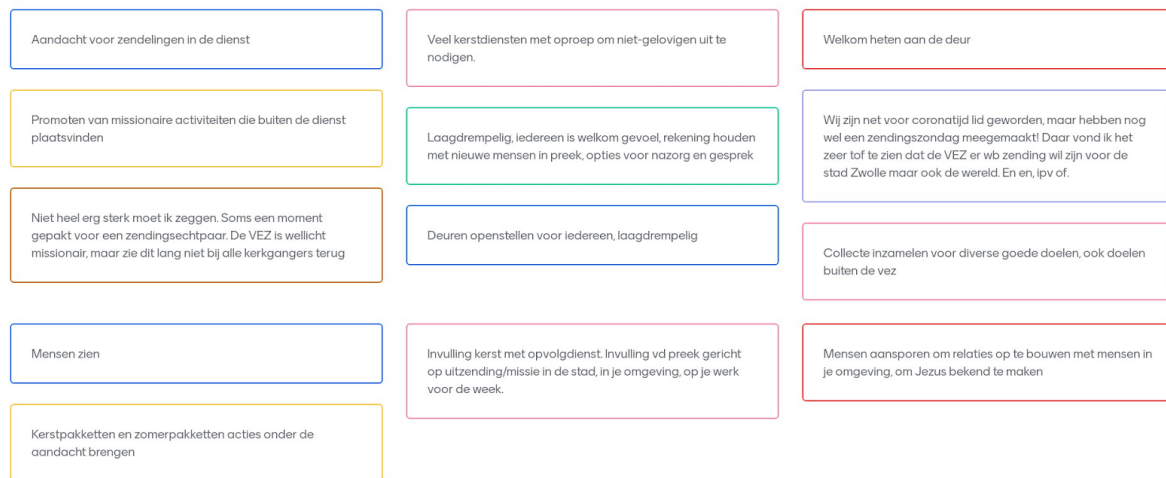 Aandacht voor zendelingen in de dienst
Promoten van missionaire activiteiten die buiten de dienst
plaatsvinden
Niet heel erg sterk moet ik zeggen. Soms een moment
gepakt voor een zendingsechtpaar. De VEZ is wellicht
missionair, maar zie dit lang niet bij alle kerkgangers terug
Veel kerstdiensten met oproep om niet-gelovigen uit te
nodigen.
Laagdrempelig, iedereen is welkom gevoel, rekening houden
met nieuwe mensen in preek, opties voor nazorg en gesprek
Deuren openstellen voor iedereen, laagdrempelig
Welkom heten aan de deur
Wij zijn net voor coronatijd lid geworden, maar hebben nog
wel een zendingszondag meegemaakt! Daar vond ik het
zeer tof te zien dat de VEZ er wb zending wil zijn voor de
stad Zwolle maar ook de wereld. En en, ipv of.
Collecte inzamelen voor diverse goede doelen, ook doelen
buiten de vez
Mensen zien
Kerstpakketten en zomerpakketten acties onder de
aandacht brengen
Invulling kerst met opvolgdienst. Invulling vd preek gericht
op uitzending/missie in de stad, in je omgeving, op je werk
voor de week.
Mensen aansporen om relaties op te bouwen met mensen in
je omgeving, om Jezus bekend te maken